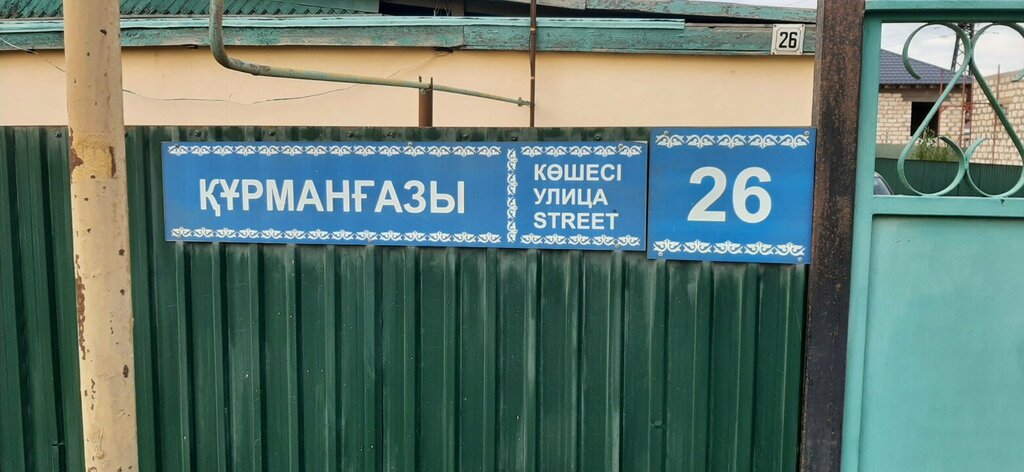 26
ҚҰРМАНҒАЗЫ
КӨШЕСІ
УЛИЦА
STREET
26